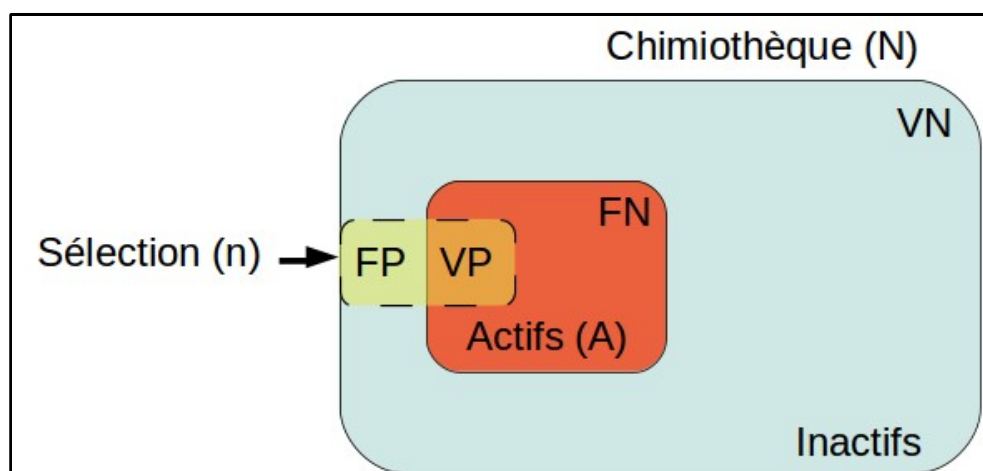 Chimiothèque (N)
VN
FN
Sélection (n)
FP
VP
Actifs (A)
Inactifs